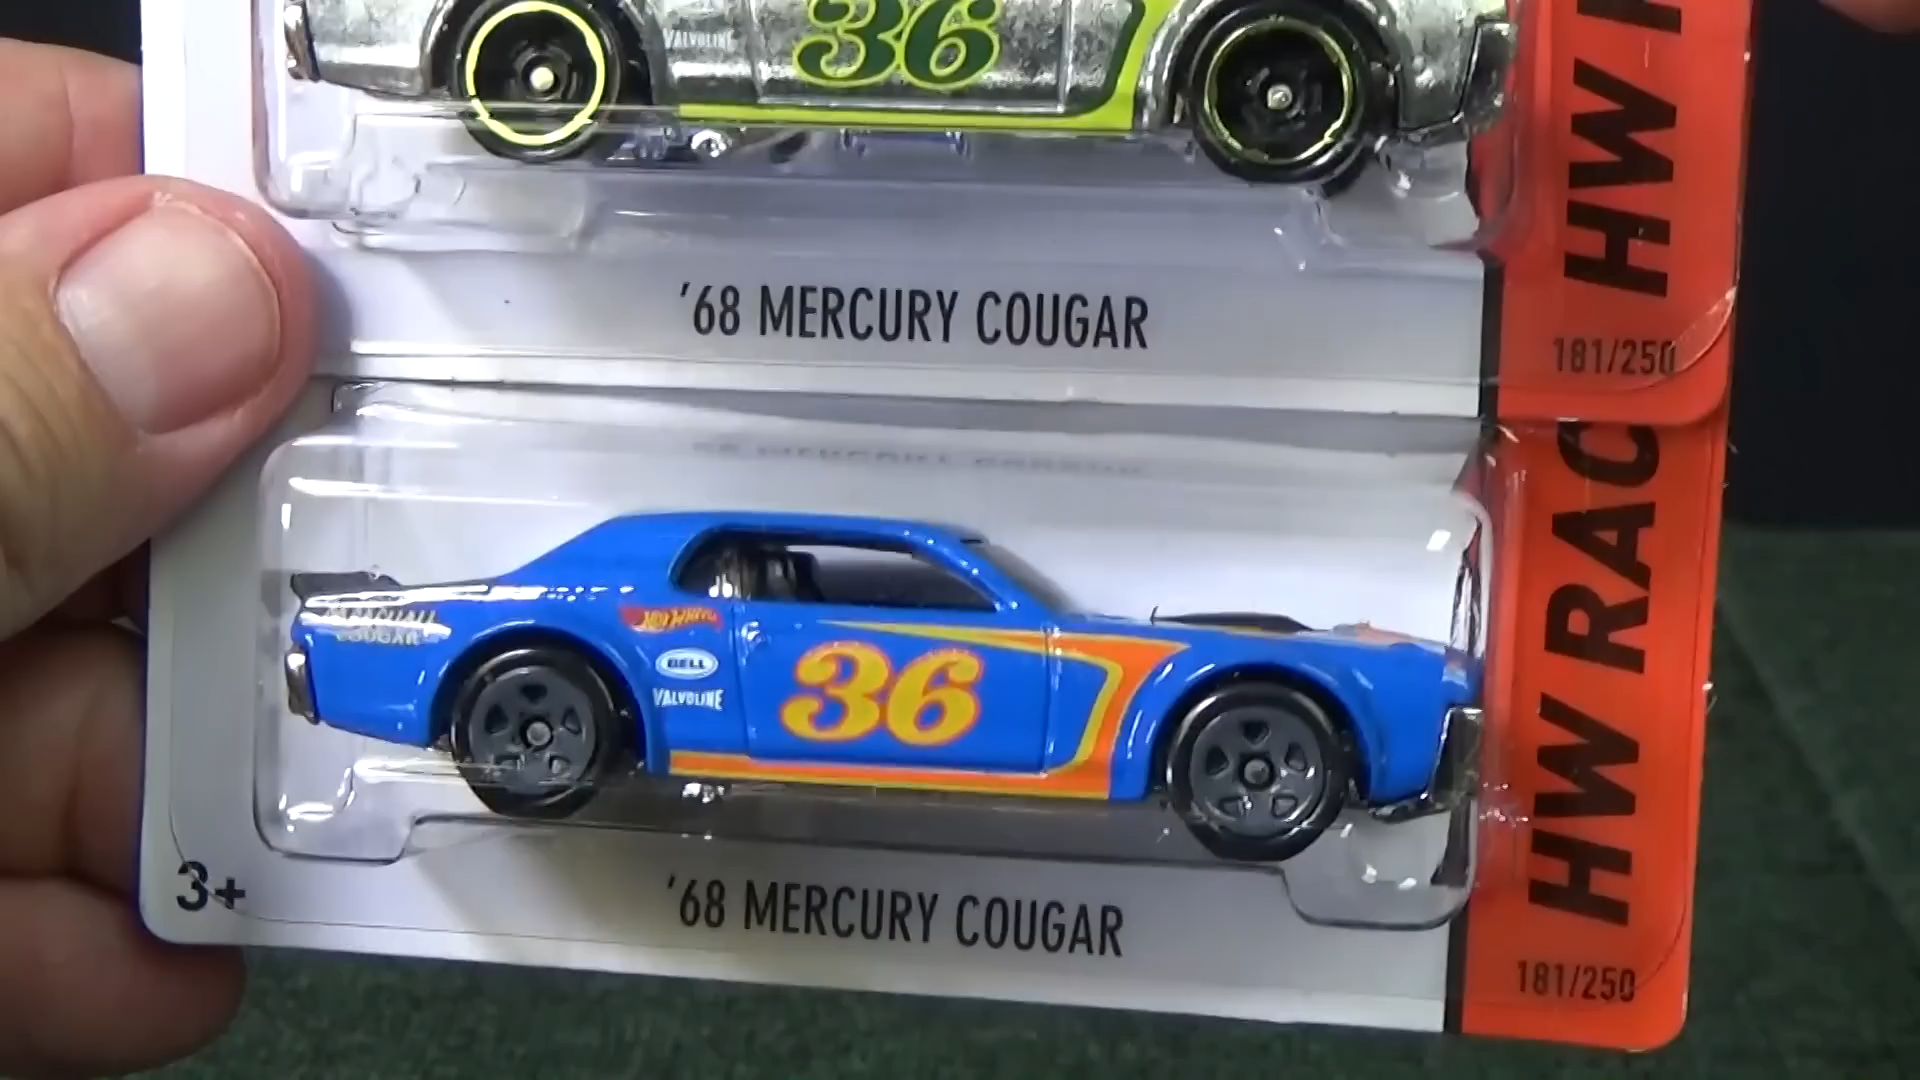 VALVOLINE
36
HW
'68 MERCURY COUGAR
181/250
HOT WHEELS
COUGAR
BELL
VALVOLINE
36
HW RAC
3+
'68 MERCURY COUGAR
181/250